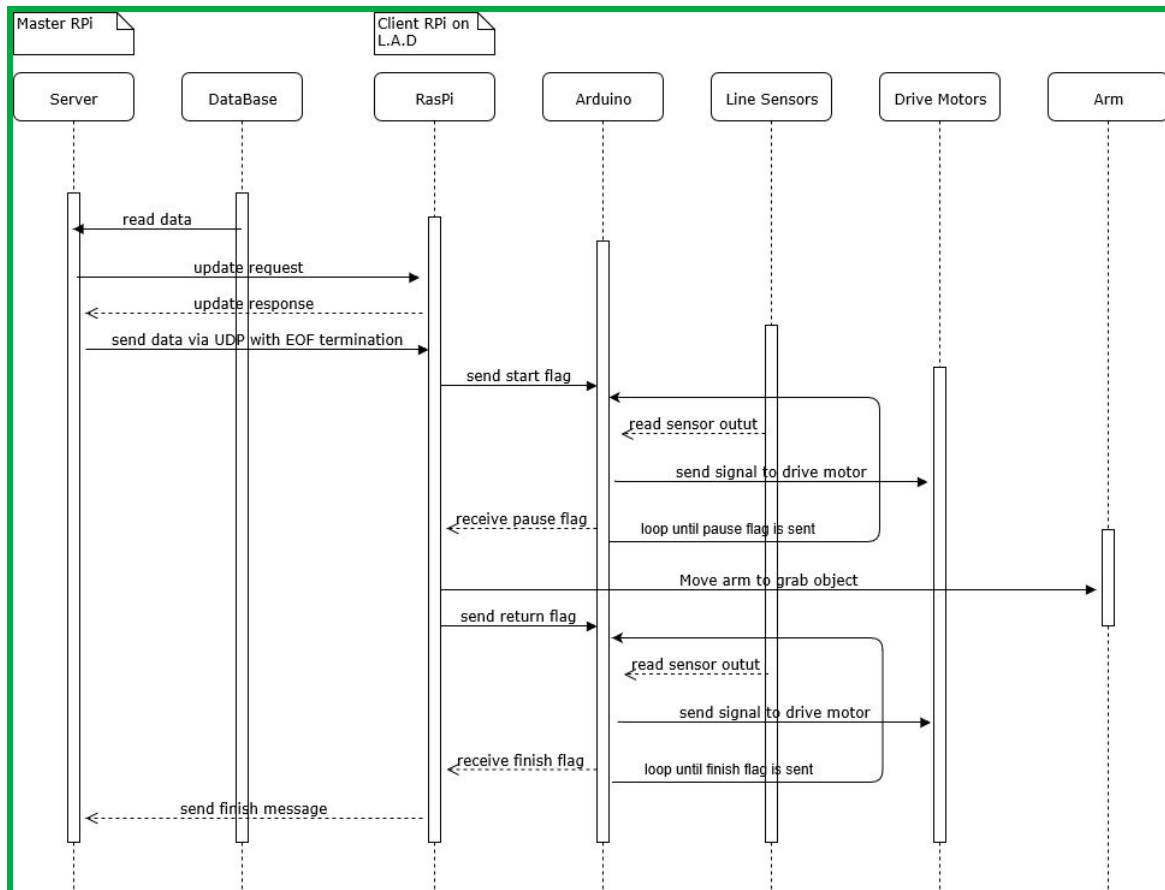 Master RPi
Client RPi on
L.A.D
Server
DataBase
RasPi
Arduino
Line Sensors
Drive Motors
Arm
read data
update request
update response
send data via UDP with EOF termination
send start flag
read sensor outut
send signal to drive motor
receive pause flag
loop until pause flag is sent
Move arm to grab object
send return flag
read sensor outut
send signal to drive motor
receive finish flag
loop until finish flag is sent
send finish message